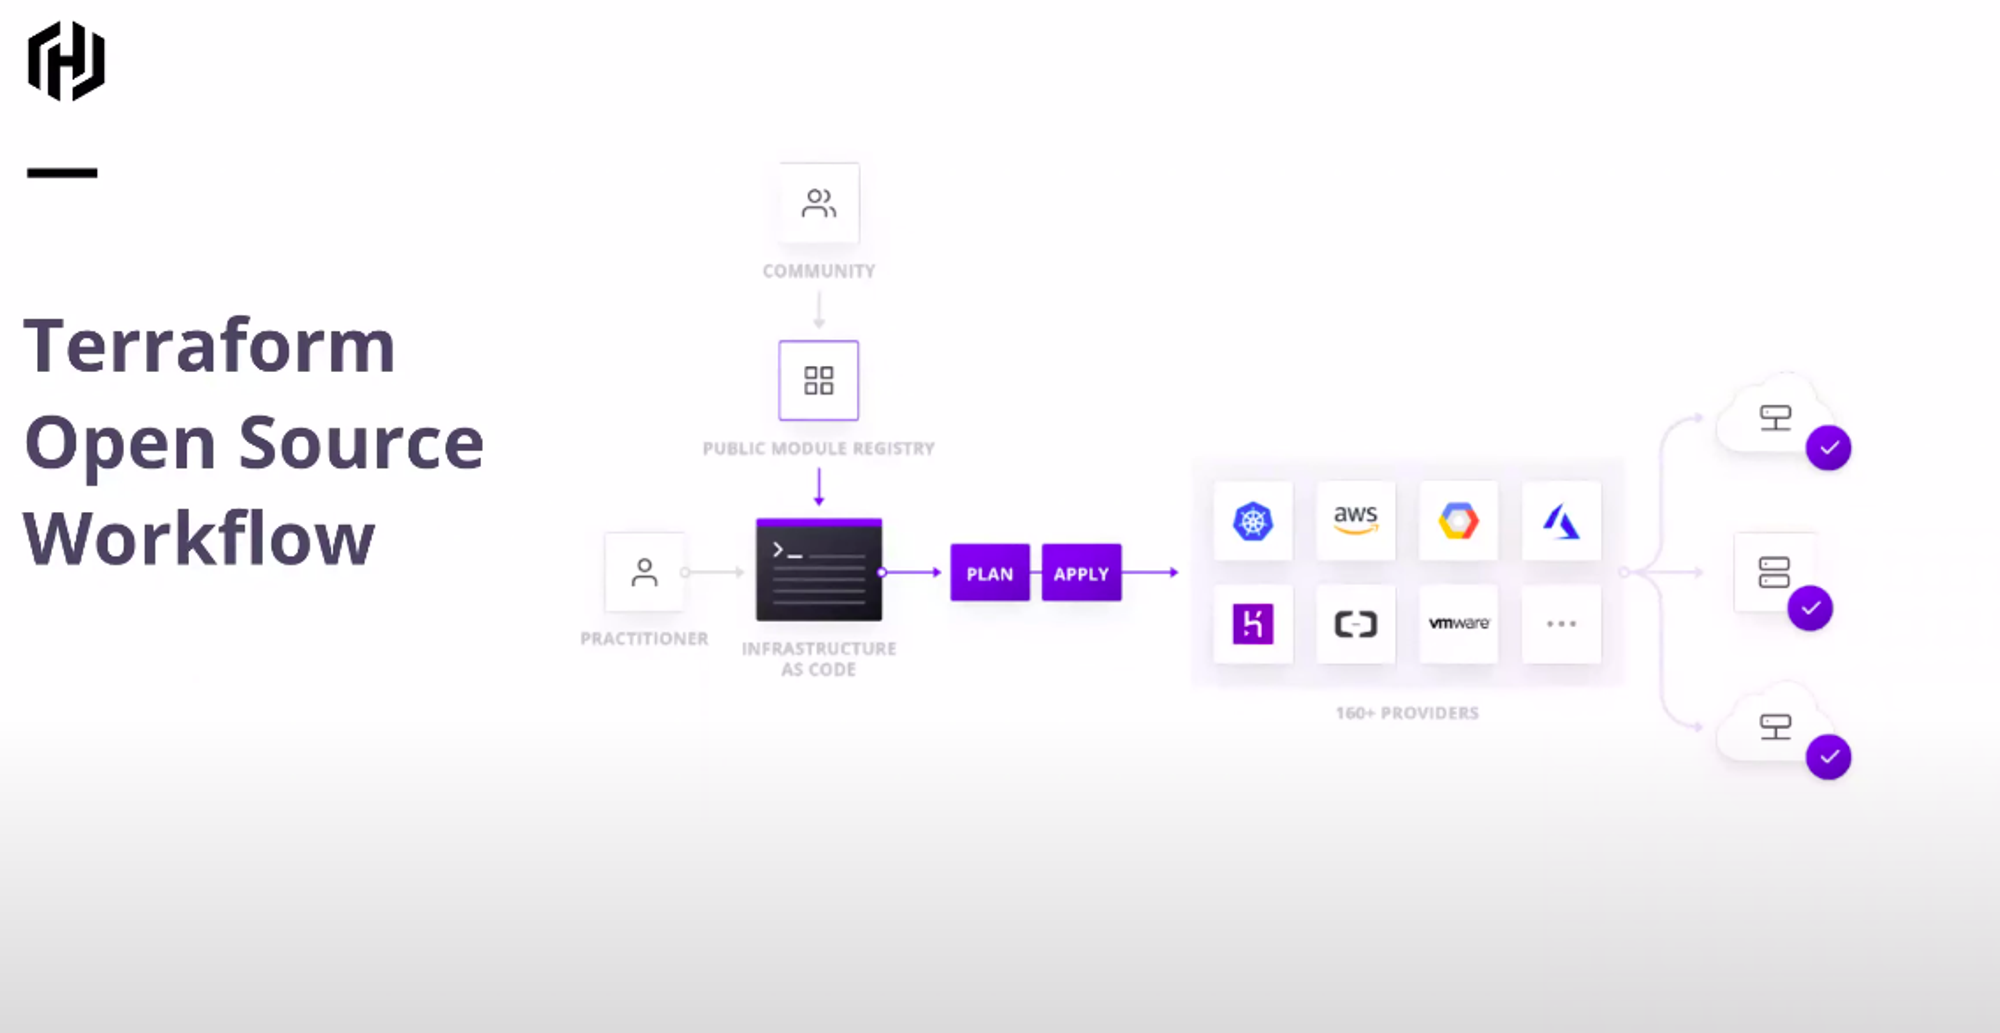 Terraform
Open Source
Workflow
COMMUNITY
PUBLIC MODULE REGISTRY
PRACTITIONER
INFRASTRUCTURE
AS CODE
PLAN
APPLY
aws
vmware
160+ PROVIDERS